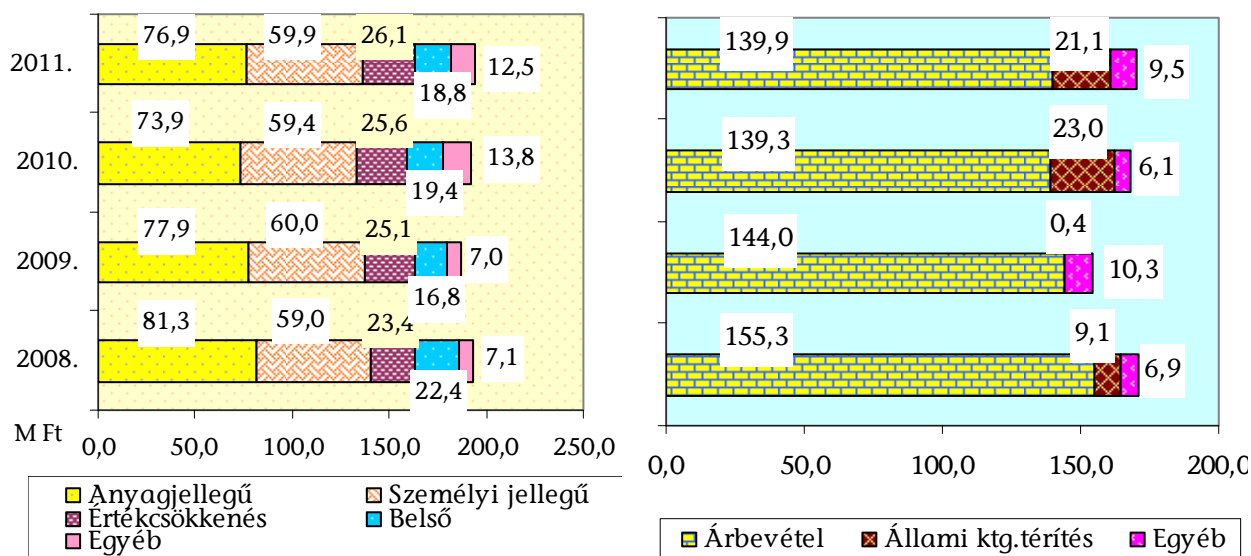 76,9 59,9 26,1
2011. 12,5
18,8
73,9 59,4 25,6
2010. 13,8
19,4
77,9 60,0 25,1
2009. 7,0
16,8
81,3 59,0 23,4
2008. 7,1
22,4
M Ft
0,0 50,0 100,0 150,0 200,0 250,0
Anyagjellegű Személyi jellegű
Értékcsökkenés Belső
Egyéb
139,9 21,1
9,5
139,3 23,0
6,1
144,0 0,4
10,3
155,3 9,1
6,9
0,0 50,0 100,0 150,0 200,0
Árbevétel Állami ktg.térítés Egyéb